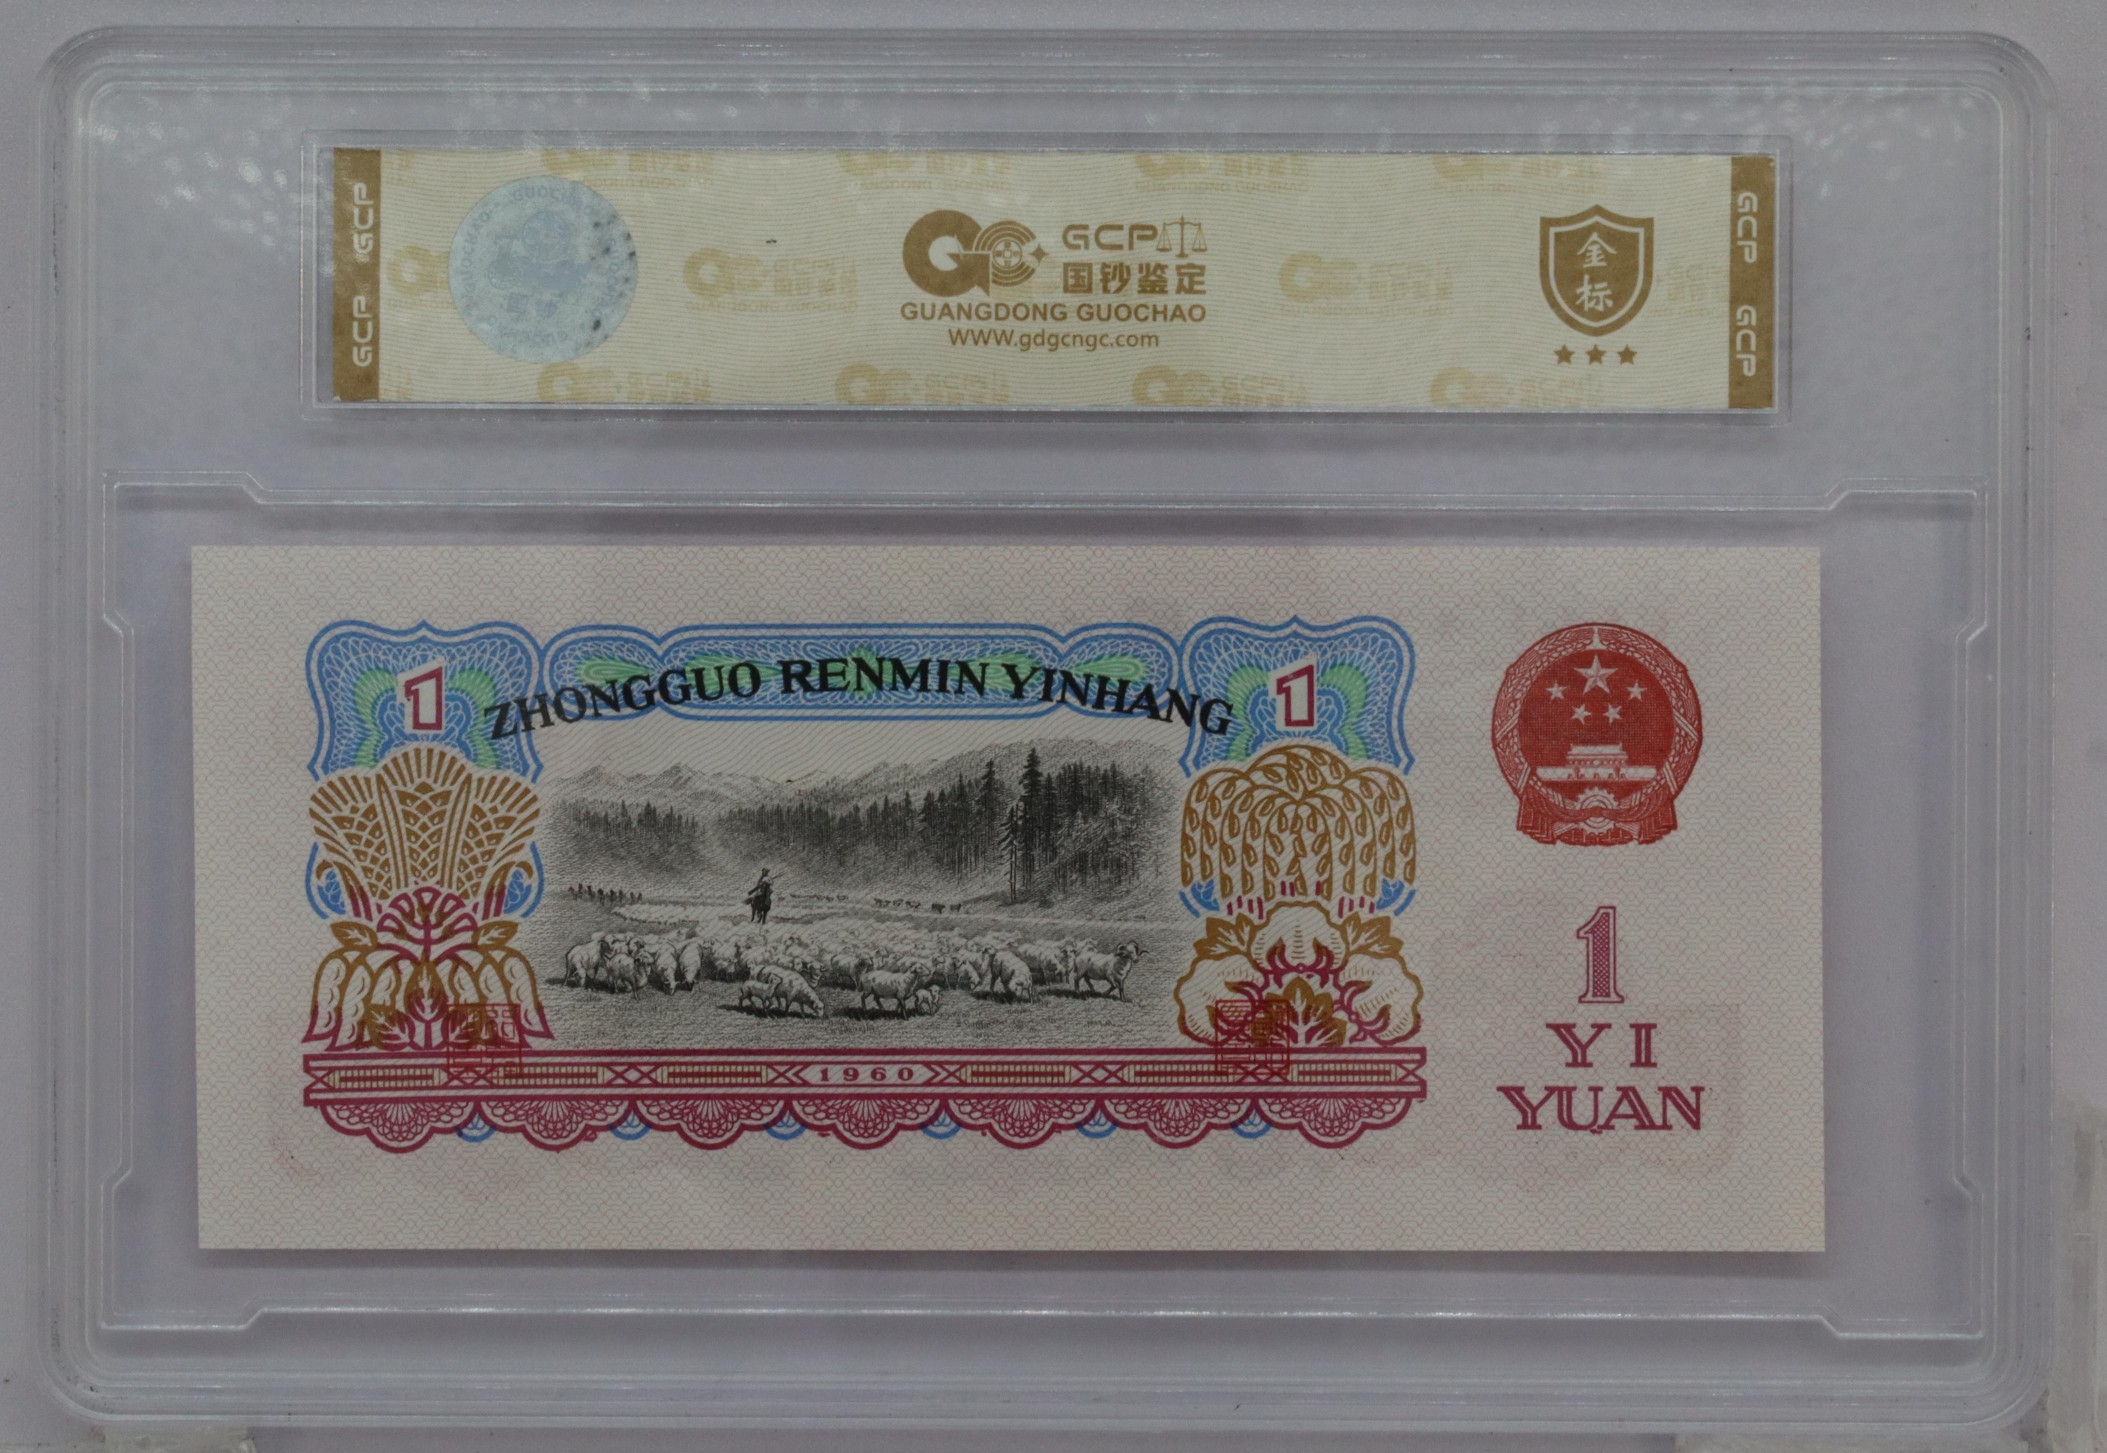 GCP GCP
GCP
国钞鉴定
GUANGDONG GUOCHAO
WWW.gdgcngc.com
金标
GCP GCP
1
ZHONGGUO RENMIN YINHANG
1
1960
1
YI
YUAN